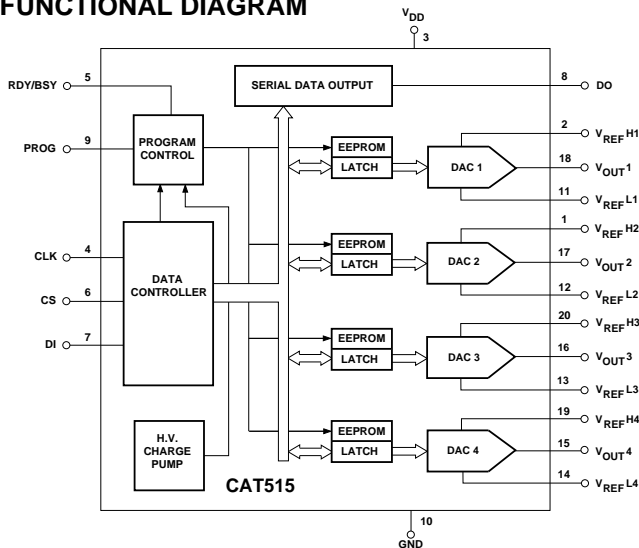 FUNCTIONAL DIAGRAM
VDD
3
RDY/BSY
5
SERIAL DATA OUTPUT
8
DO
PROG
9
PROGRAM
CONTROL
EEPROM
LATCH
DAC 1
2
VREFH1
18
VOUT1
11
VREFL1
CLK
4
CS
6
DI
7
DATA
CONTROLLER
EEPROM
LATCH
DAC 2
1
VREFH2
17
VOUT2
12
VREFL2
EEPROM
LATCH
DAC 3
20
VREFH3
16
VOUT3
13
VREFL3
H.V.
CHARGE
PUMP
EEPROM
LATCH
DAC 4
19
VREFH4
15
VOUT4
14
VREFL4
CAT515
10
GND